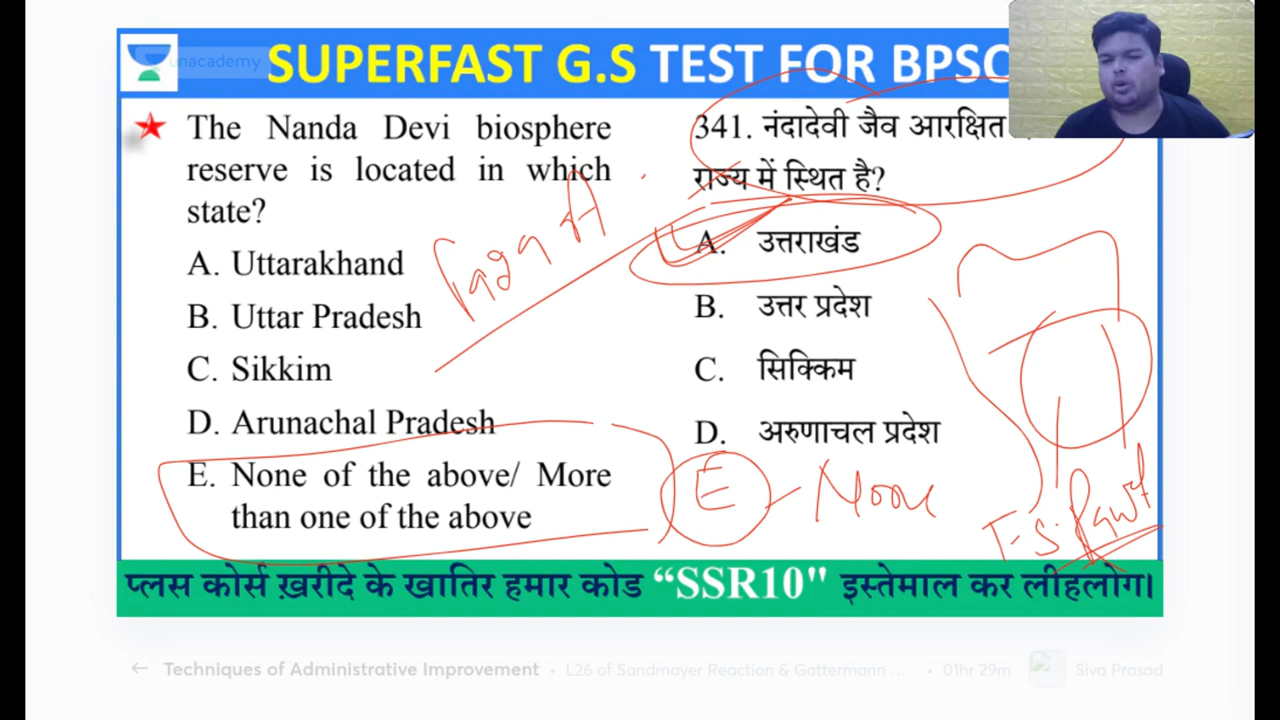 unacademy
SUPERFAST G.S TEST FOR BPSC
The Nanda Devi biosphere
reserve is located in which
state?
A. Uttarakhand
B. Uttar Pradesh
C. Sikkim
D. Arunachal Pradesh
E. None of the above/ More
than one of the above
341. नंदादेवी जैव आरक्षित
राज्य में स्थित है?
A. उत्तराखंड
B. उत्तर प्रदेश
C. सिक्किम
D. अरुणाचल प्रदेश
E - None
प्लस कोर्स ख़रीदे के खातिर हमार कोड “SSR10" इस्तेमाल कर लीहलोग।
Techniques of Administrative Improvement • L26 of Sandmayer Reaction & Gattermann ... • 01hr 29m Siva Prasad